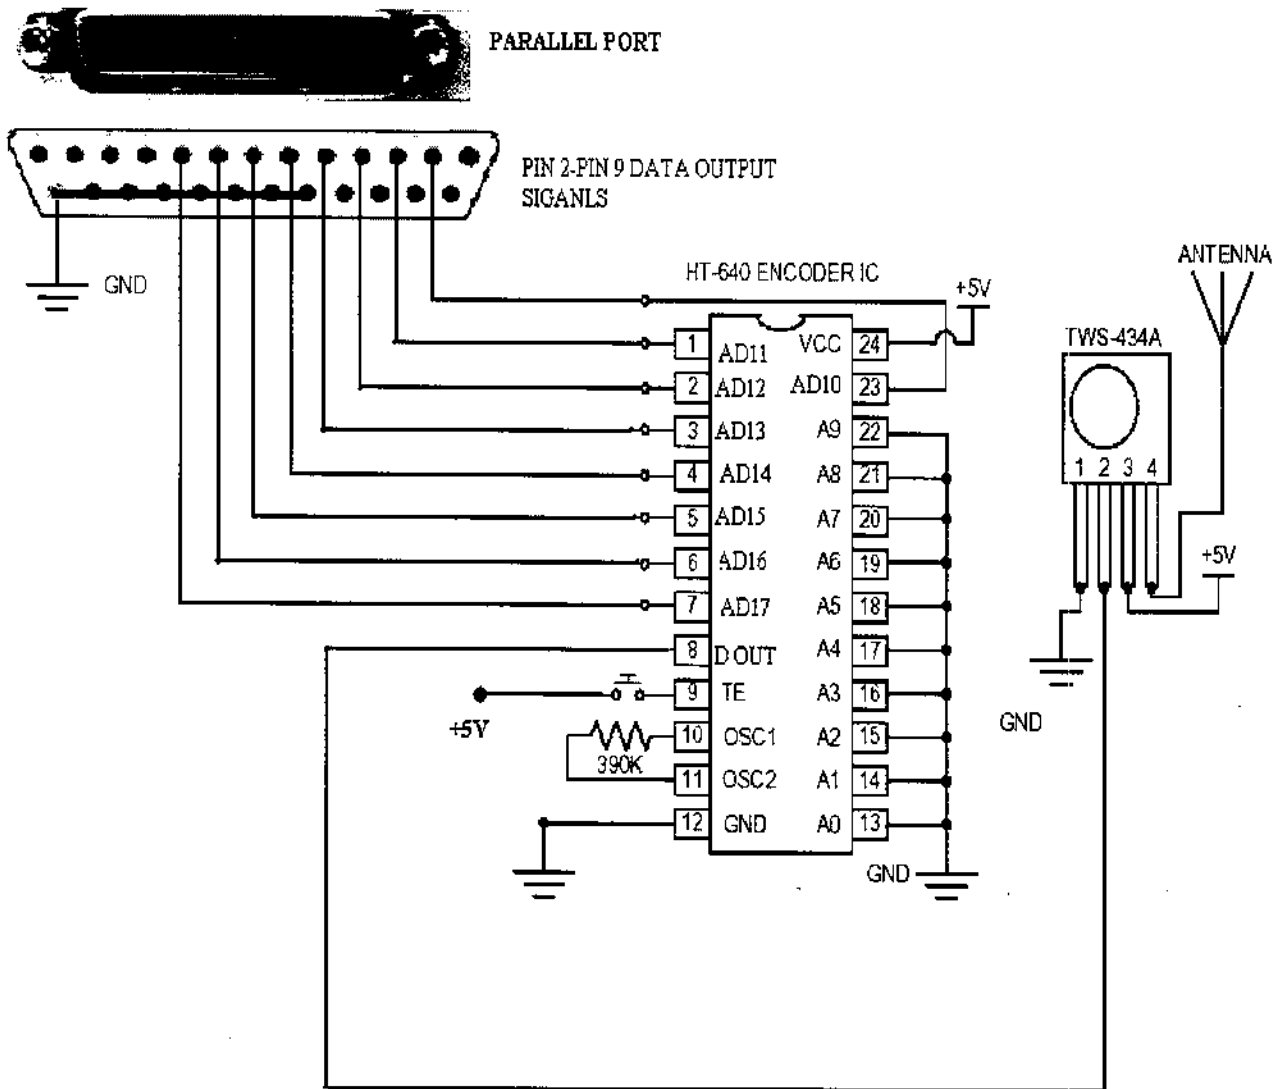 PARALLEL PORT
PIN 2-PIN 9 DATA OUTPUT
SIGANLS
GND
HT-640 ENCODER IC
+5V
ANTENNA
TWS-434A
1 AD11 VCC 24
2 AD12 AD10 23
3 AD13 A9 22
4 AD14 A8 21
5 AD15 A7 20
6 AD16 A6 19
7 AD17 A5 18
8 D OUT A4 17
9 TE A3 16
10 OSC1 A2 15
11 OSC2 A1 14
12 GND A0 13
+5V
390K
GND
1 2 3 4
+5V
GND